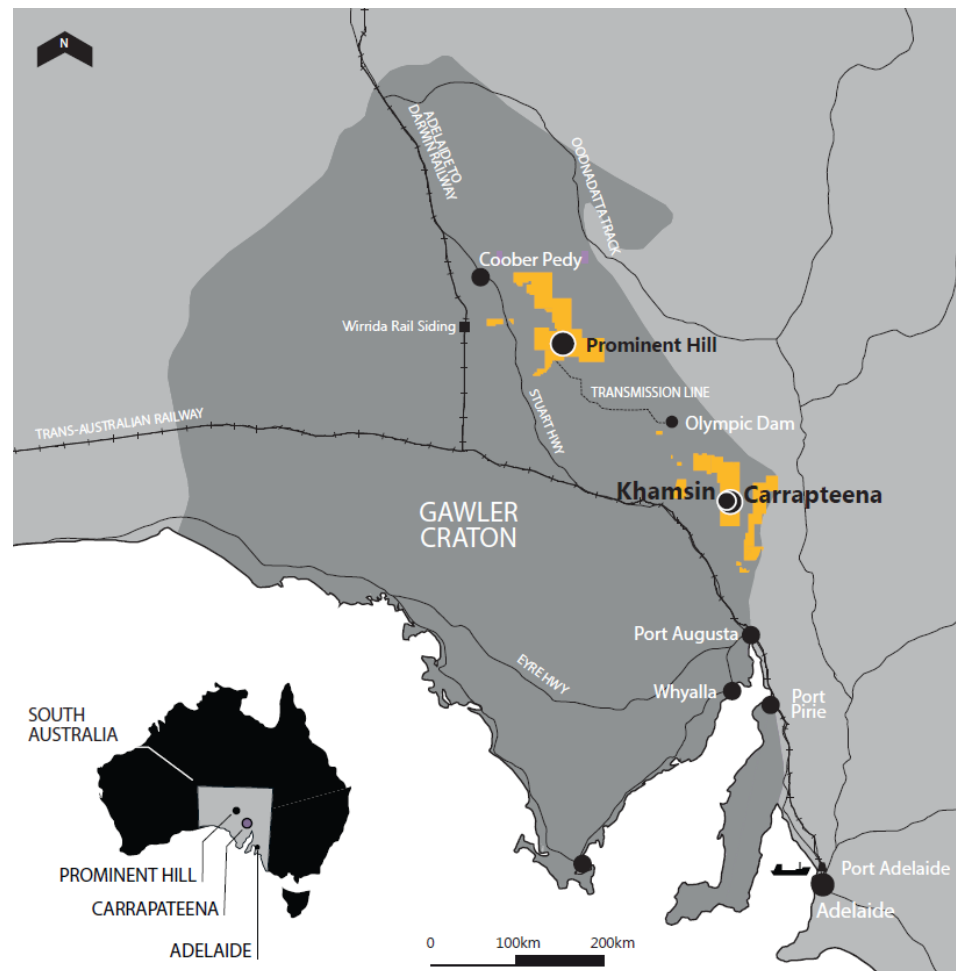 N
ADELAIDE TO
DARWIN RAILWAY
OODNADATTA TRACK
Coober Pedy
Wirrida Rail Siding
Prominent Hill
TRANSMISSION LINE
STUART HWY
TRANS-AUSTRALIAN RAILWAY
Olympic Dam
Khamsin
Carrapteena
GAWLER
CRATON
Port Augusta
EYRE HWY
Whyalla
Port
Pirie
SOUTH
AUSTRALIA
PROMINENT HILL
CARRAPATEENA
ADELAIDE
Port Adelaide
Adelaide
0 100km 200km